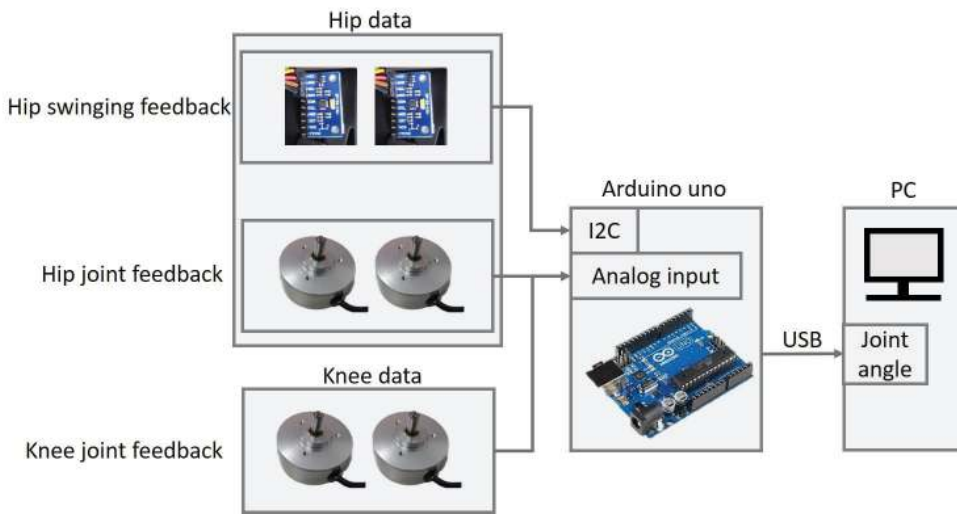 Hip data
Hip swinging feedback
Hip joint feedback
Knee data
Knee joint feedback
Arduino uno
I2C
Analog input
USB
PC
Joint
angle